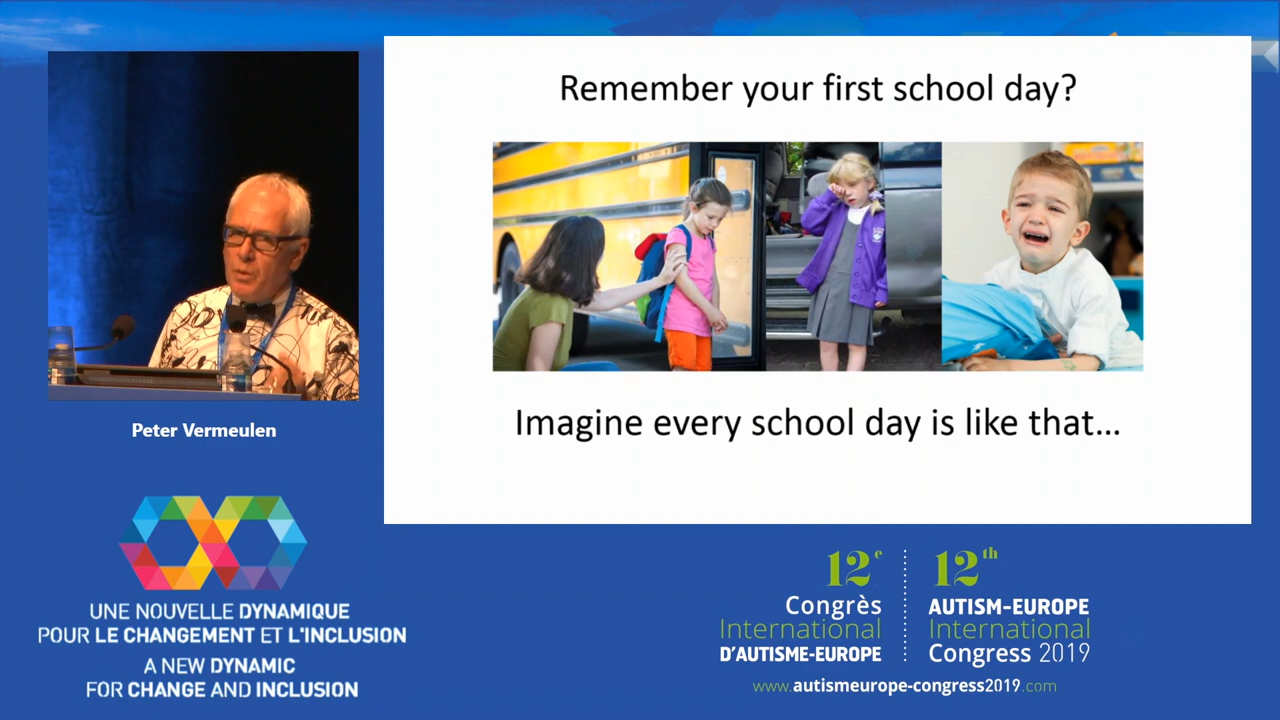 Remember your first school day?
Imagine every school day is like that...
Peter Vermeulen
UNE NOUVELLE DYNAMIQUE
POUR LE CHANGEMENT ET L'INCLUSION
A NEW DYNAMIC
FOR CHANGE AND INCLUSION
12e
Congrès
International
D'AUTISME-EUROPE
12th
AUTISM-EUROPE
International
Congress 2019
www.autismeurope-congress2019.com